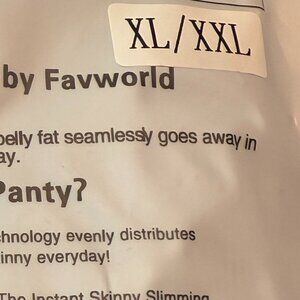 XL/XXL
by Favworld
belly fat seamlessly goes away in
ay.
Panty?
chnology evenly distributes
inny everyday!
The Instant Skinny Slimming